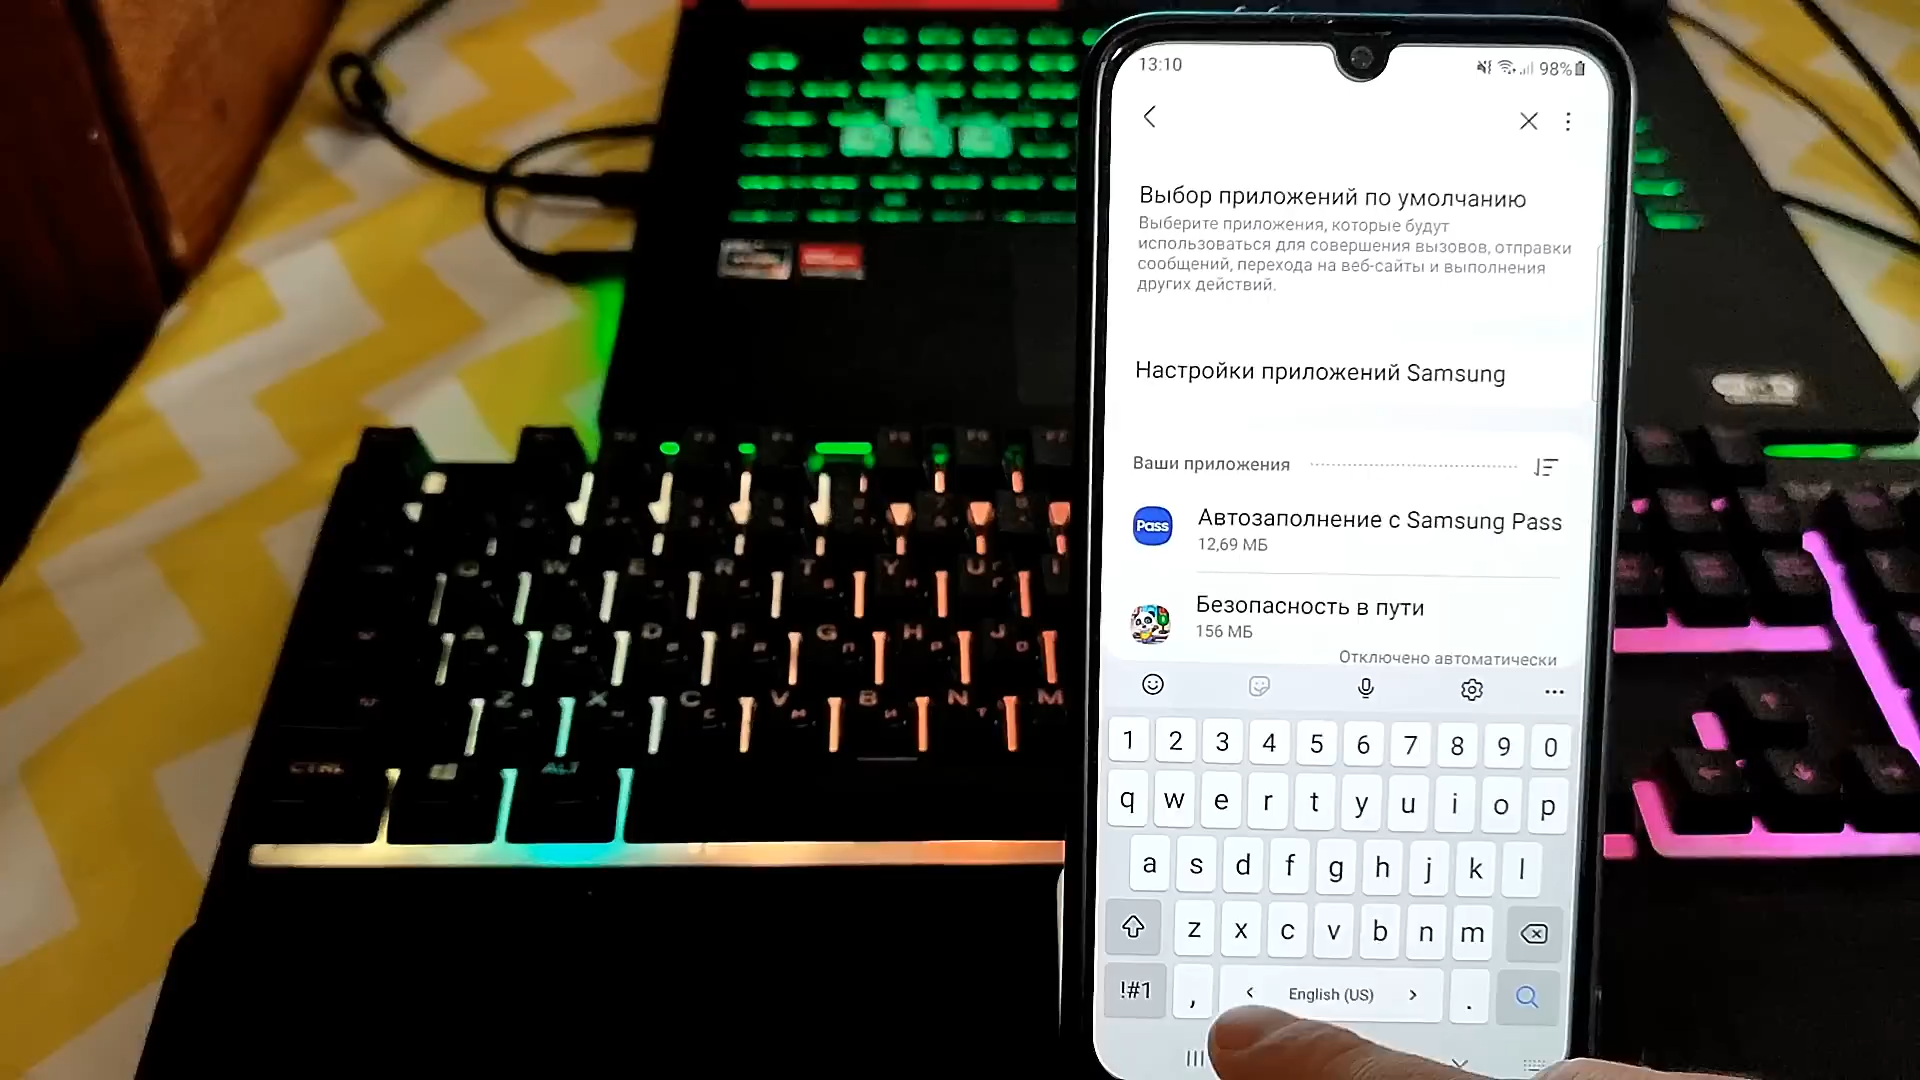 13:10
98%
Выбор приложений по умолчанию
Выберите приложения, которые будут
использоваться для совершения вызовов, отправки
сообщений, перехода на веб-сайты и выполнения
других действий.
Настройки приложений Samsung
Ваши приложения
Pass
Автозаполнение с Samsung Pass
12,69 МБ
Безопасность в пути
156 МБ
Отключено автоматически
1 2 3 4 5 6 7 8 9 0
q w e r t y u i o p
a s d f g h j k l
z x c v b n m
!#1 , < English (US) > .
Q W E R T Y U I
A S D F G H J
Z X C V B N M
CTRL ALT